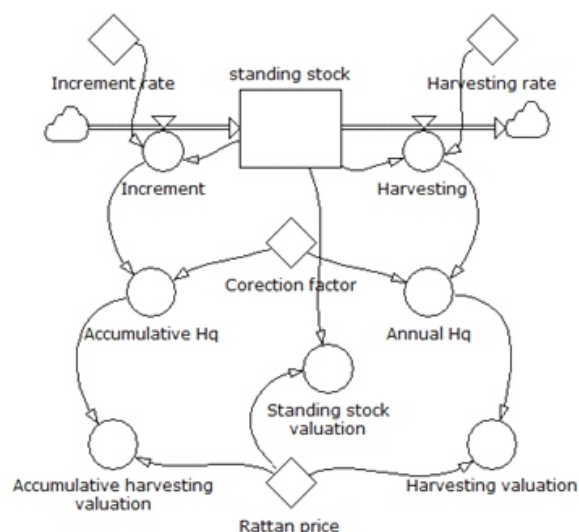 standing stock
Increment rate
Harvesting rate
Increment
Harvesting
Corection factor
Accumulative Hq
Annual Hq
Standing stock
valuation
Accumulative harvesting
valuation
Harvesting valuation
Rattan price